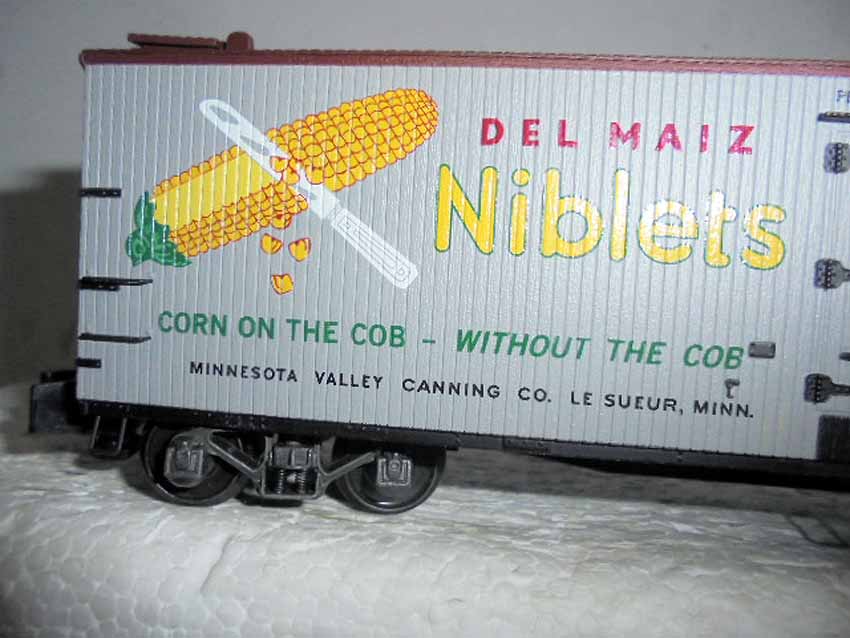 DEL MAIZ
Niblets
CORN ON THE COB – WITHOUT THE COB
MINNESOTA VALLEY CANNING CO. LE SUEUR, MINN.